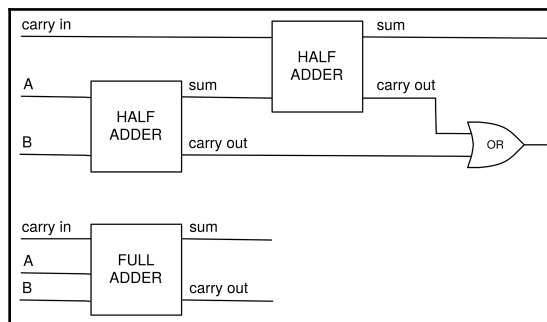 carry in
sum
HALF
ADDER
A
sum
carry out
HALF
ADDER
B
carry out
OR
carry in
sum
A
FULL
ADDER
B
carry out